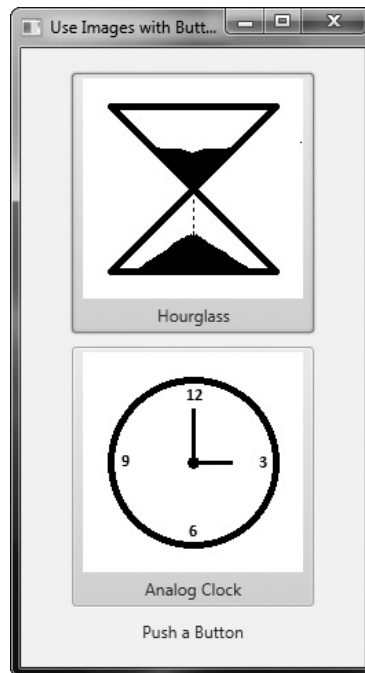 Use Images with Butt...
Hourglass
12
9
3
6
Analog Clock
Push a Button